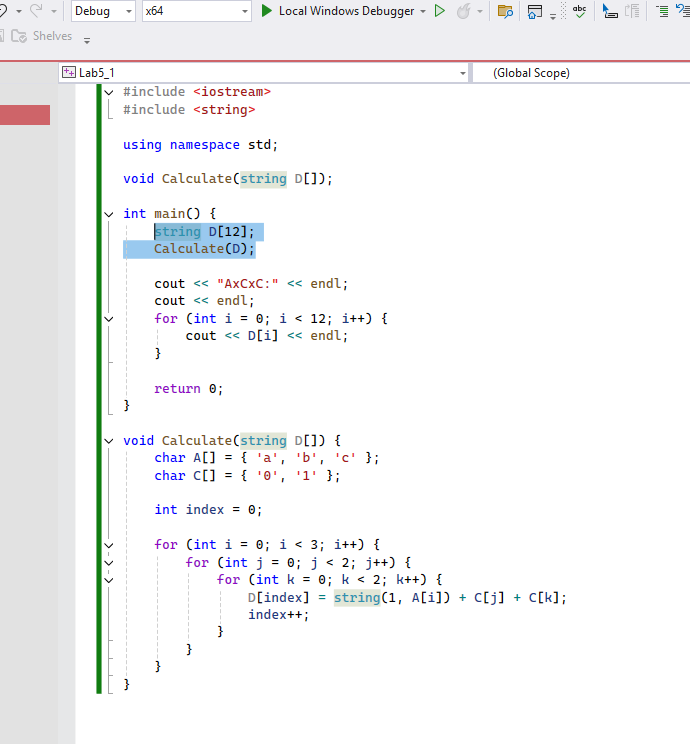 Debug x64 Local Windows Debugger abc
Shelves
Lab5_1 (Global Scope)
#include <iostream>
#include <string>
using namespace std;
void Calculate(string D[]);
int main() {
string D[12];
Calculate(D);
cout << "AxCxC:" << endl;
cout << endl;
for (int i = 0; i < 12; i++) {
cout << D[i] << endl;
}
return 0;
}
void Calculate(string D[]) {
char A[] = { 'a', 'b', 'c' };
char C[] = { '0', '1' };
int index = 0;
for (int i = 0; i < 3; i++) {
for (int j = 0; j < 2; j++) {
for (int k = 0; k < 2; k++) {
D[index] = string(1, A[i]) + C[j] + C[k];
index++;
}
}
}
}